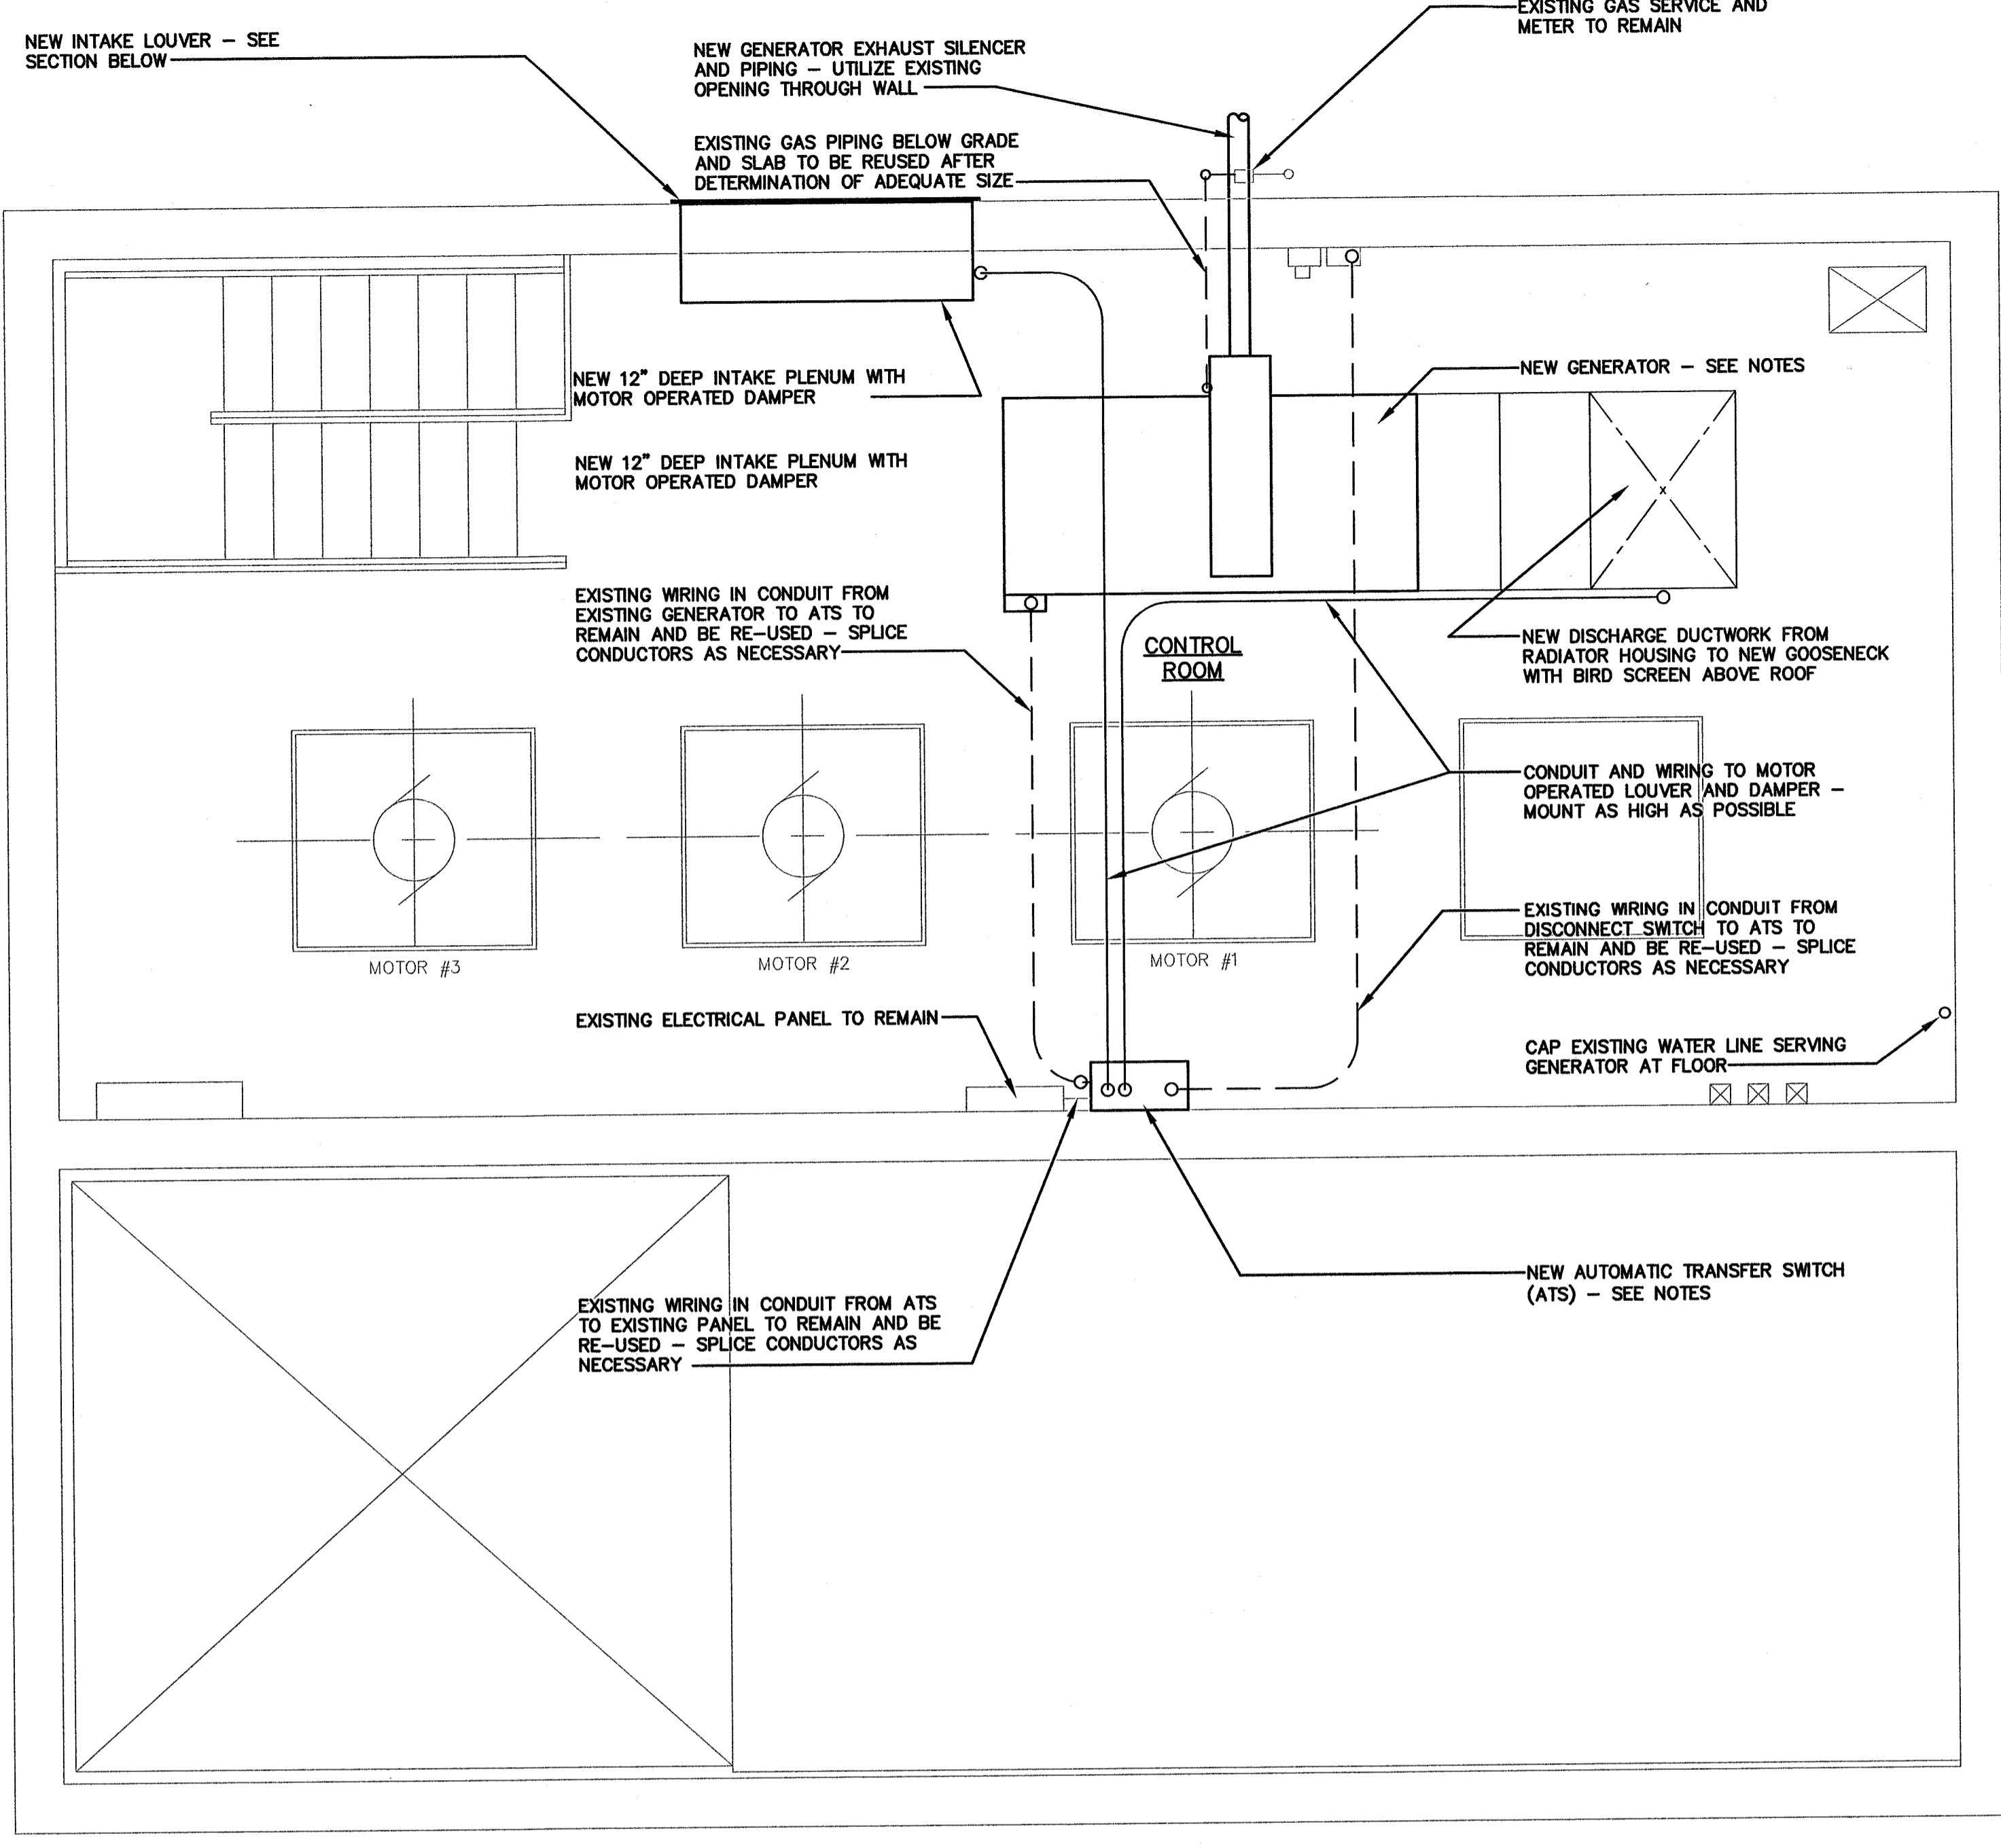 EXISTING GAS SERVICE AND
METER TO REMAIN
NEW INTAKE LOUVER – SEE
SECTION BELOW
NEW GENERATOR EXHAUST SILENCER
AND PIPING – UTILIZE EXISTING
OPENING THROUGH WALL
EXISTING GAS PIPING BELOW GRADE
AND SLAB TO BE REUSED AFTER
DETERMINATION OF ADEQUATE SIZE
NEW GENERATOR – SEE NOTES
NEW 12" DEEP INTAKE PLENUM WITH
MOTOR OPERATED DAMPER
NEW 12" DEEP INTAKE PLENUM WITH
MOTOR OPERATED DAMPER
x
EXISTING WIRING IN CONDUIT FROM
EXISTING GENERATOR TO ATS TO
REMAIN AND BE RE-USED – SPLICE
CONDUCTORS AS NECESSARY
CONTROL
ROOM
NEW DISCHARGE DUCTWORK FROM
RADIATOR HOUSING TO NEW GOOSENECK
WITH BIRD SCREEN ABOVE ROOF
CONDUIT AND WIRING TO MOTOR
OPERATED LOUVER AND DAMPER –
MOUNT AS HIGH AS POSSIBLE
EXISTING WIRING IN CONDUIT FROM
DISCONNECT SWITCH TO ATS TO
REMAIN AND BE RE-USED – SPLICE
CONDUCTORS AS NECESSARY
MOTOR #3
MOTOR #2
MOTOR #1
EXISTING ELECTRICAL PANEL TO REMAIN
CAP EXISTING WATER LINE SERVING
GENERATOR AT FLOOR
NEW AUTOMATIC TRANSFER SWITCH
(ATS) – SEE NOTES
EXISTING WIRING IN CONDUIT FROM ATS
TO EXISTING PANEL TO REMAIN AND BE
RE-USED – SPLICE CONDUCTORS AS
NECESSARY